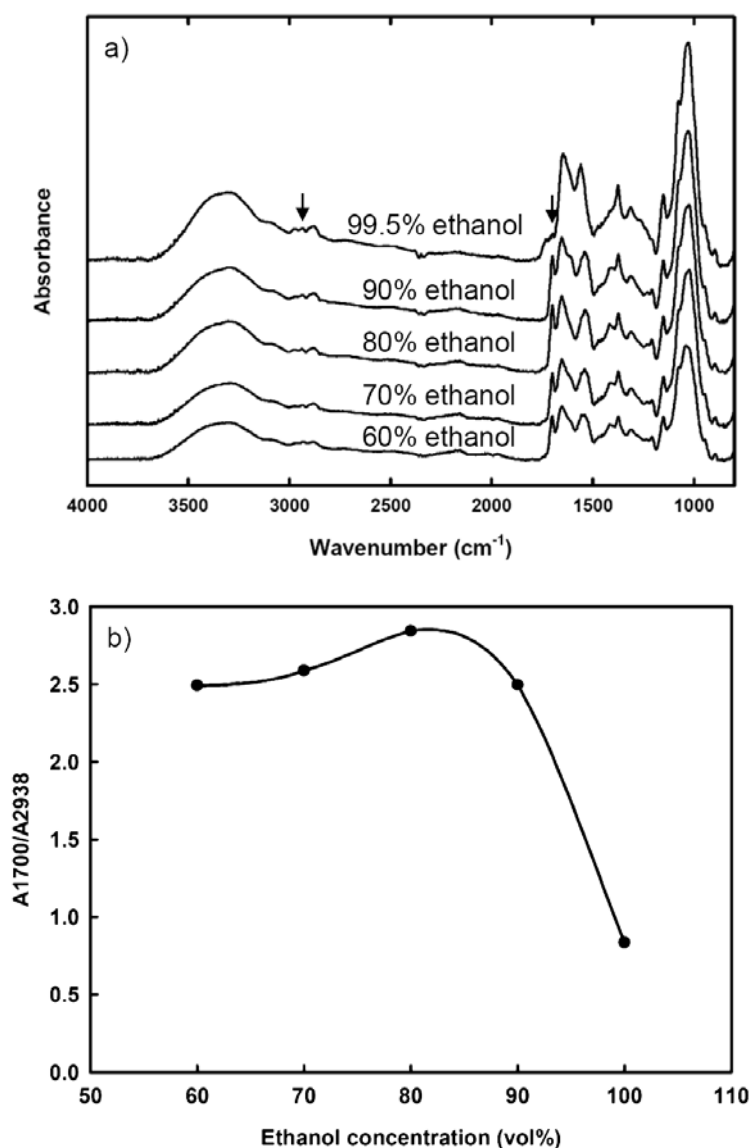 a)
Absorbance
99.5% ethanol
90% ethanol
80% ethanol
70% ethanol
60% ethanol
4000 3500 3000 2500 2000 1500 1000
Wavenumber (cm⁻¹)
b)
A1700/A2938
3.0
2.5
2.0
1.5
1.0
0.5
0.0
50 60 70 80 90 100 110
Ethanol concentration (vol%)